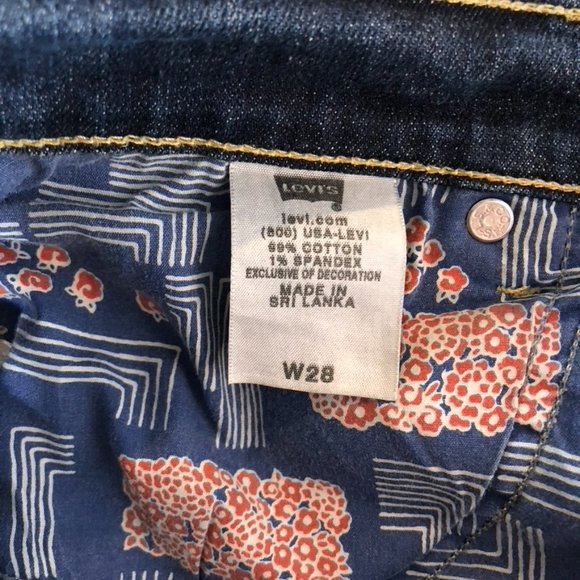 LEVI'S
®
levi.com
(800) USA-LEVI
99% COTTON
1% SPANDEX
EXCLUSIVE OF DECORATION
MADE IN
SRI LANKA
W28